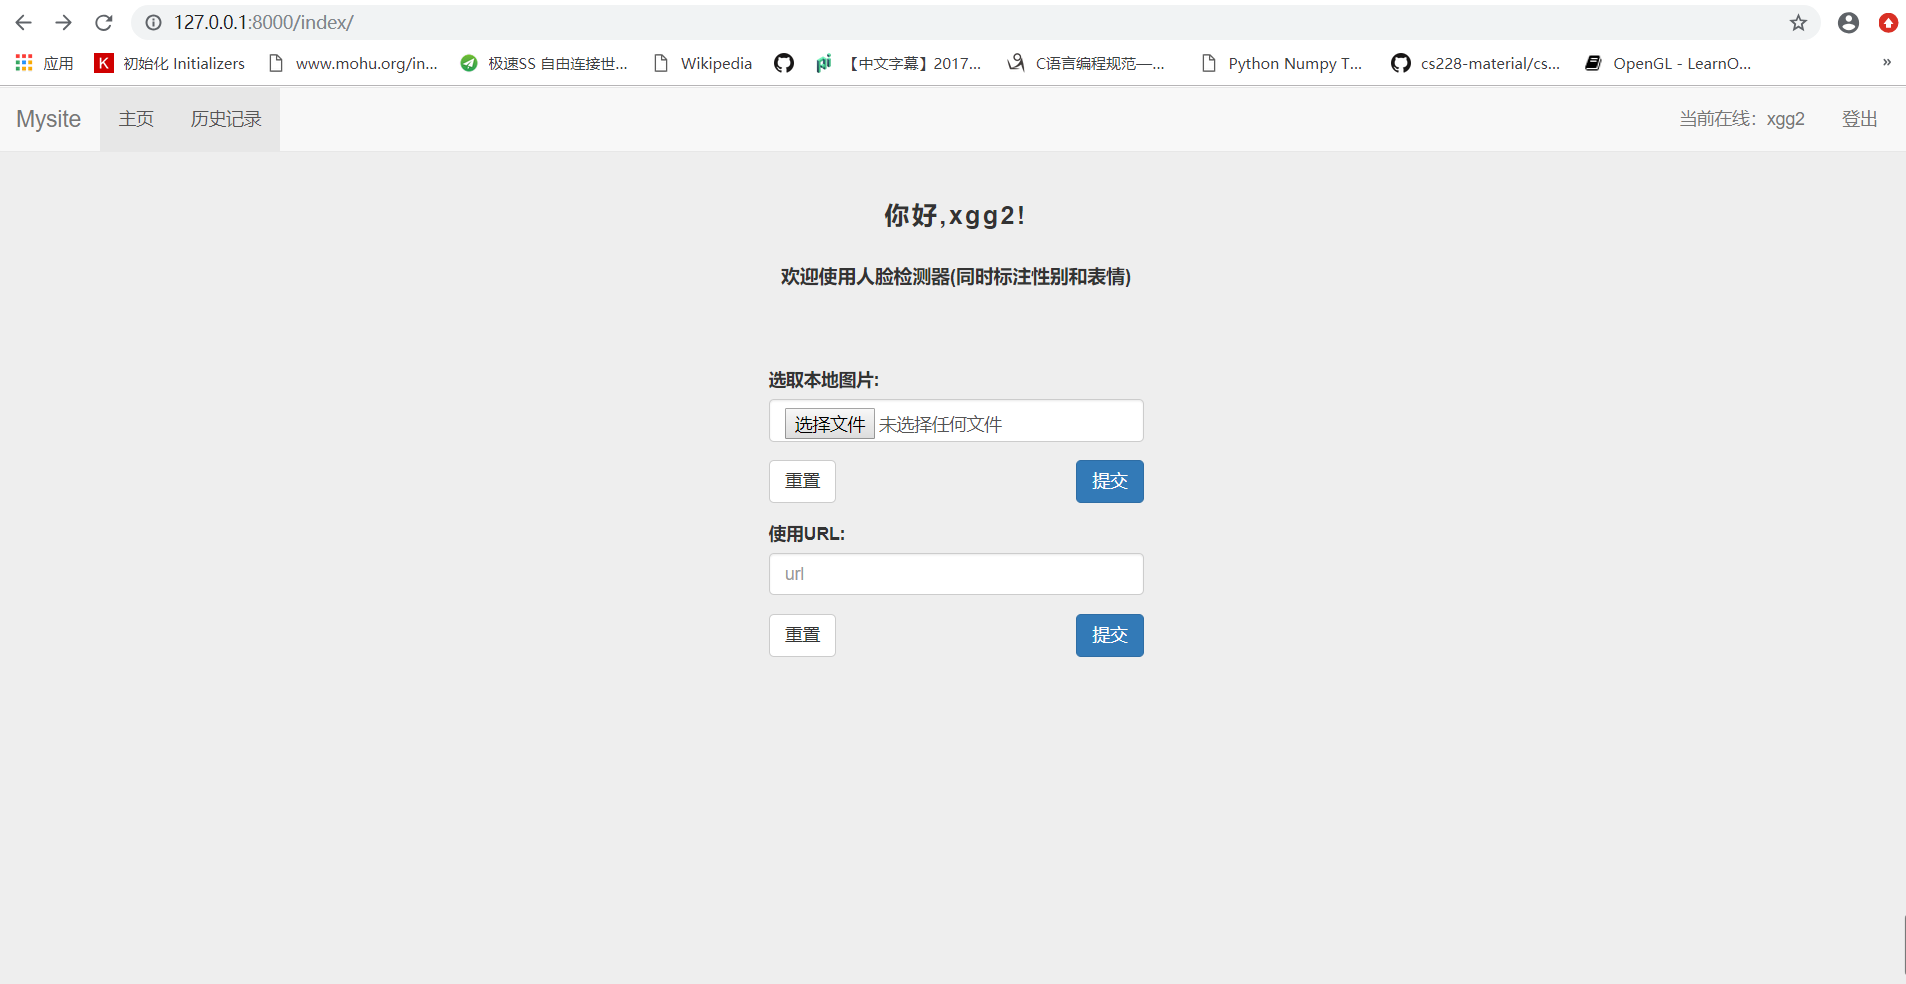 127.0.0.1:8000/index/
应用 K 初始化 Initializers www.mohu.org/in... 极速SS 自由连接世... Wikipedia 【中文字幕】2017... C语言编程规范—... Python Numpy T... cs228-material/cs... OpenGL - LearnO... »
Mysite 主页 历史记录 当前在线：xgg2 登出
你好,xgg2!
欢迎使用人脸检测器(同时标注性别和表情)
选取本地图片:
选择文件 未选择任何文件
重置 提交
使用URL:
url
重置 提交